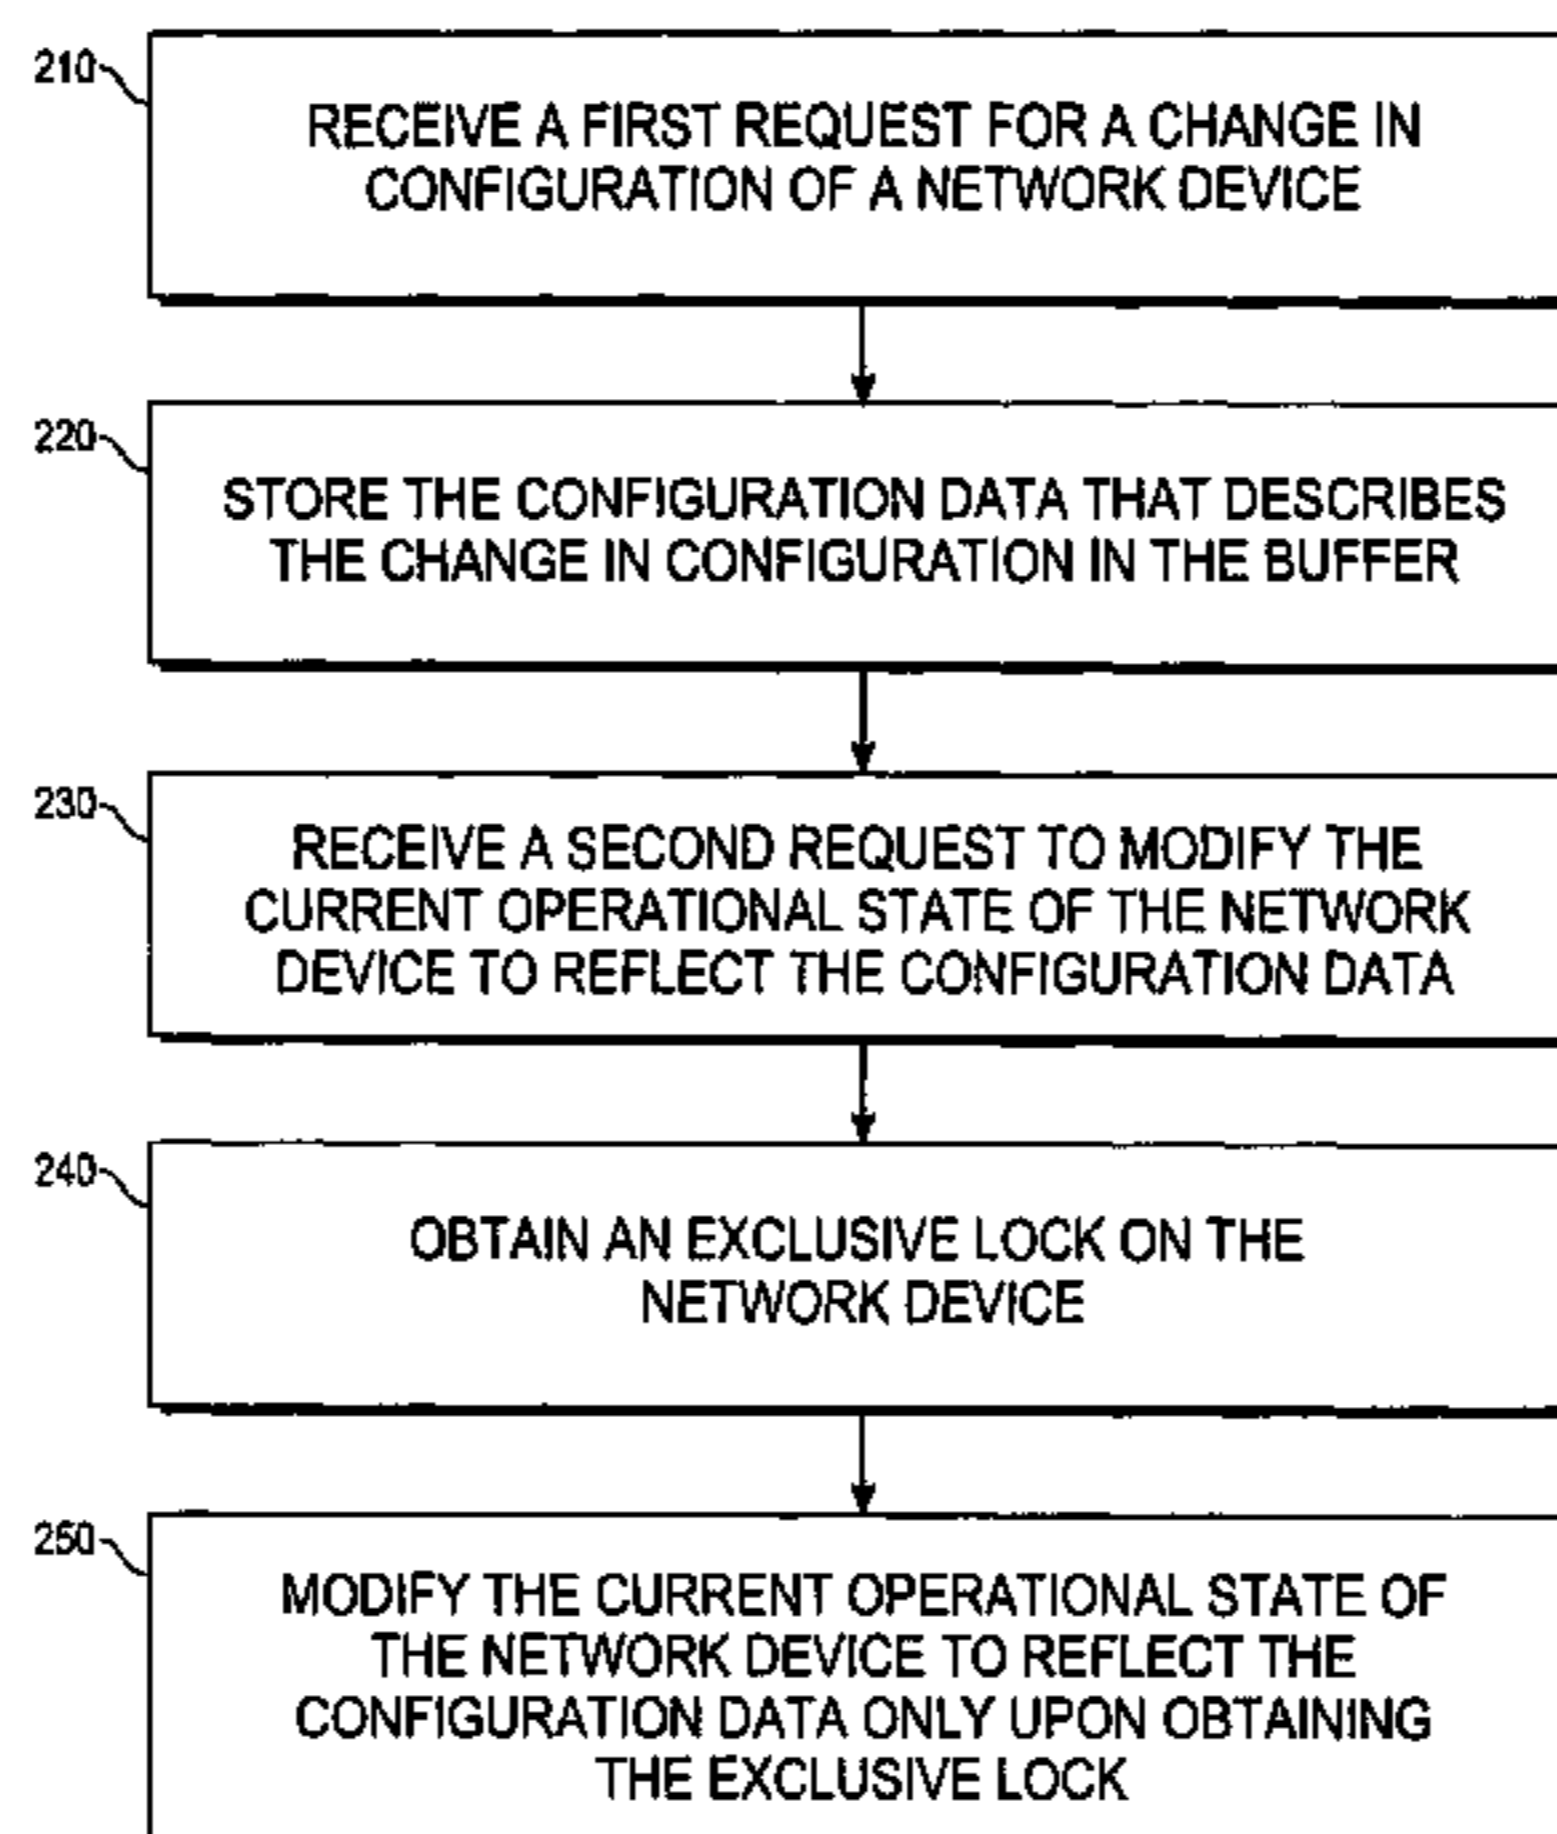 210
RECEIVE A FIRST REQUEST FOR A CHANGE IN
CONFIGURATION OF A NETWORK DEVICE
220
STORE THE CONFIGURATION DATA THAT DESCRIBES
THE CHANGE IN CONFIGURATION IN THE BUFFER
230
RECEIVE A SECOND REQUEST TO MODIFY THE
CURRENT OPERATIONAL STATE OF THE NETWORK
DEVICE TO REFLECT THE CONFIGURATION DATA
240
OBTAIN AN EXCLUSIVE LOCK ON THE
NETWORK DEVICE
250
MODIFY THE CURRENT OPERATIONAL STATE OF
THE NETWORK DEVICE TO REFLECT THE
CONFIGURATION DATA ONLY UPON OBTAINING
THE EXCLUSIVE LOCK